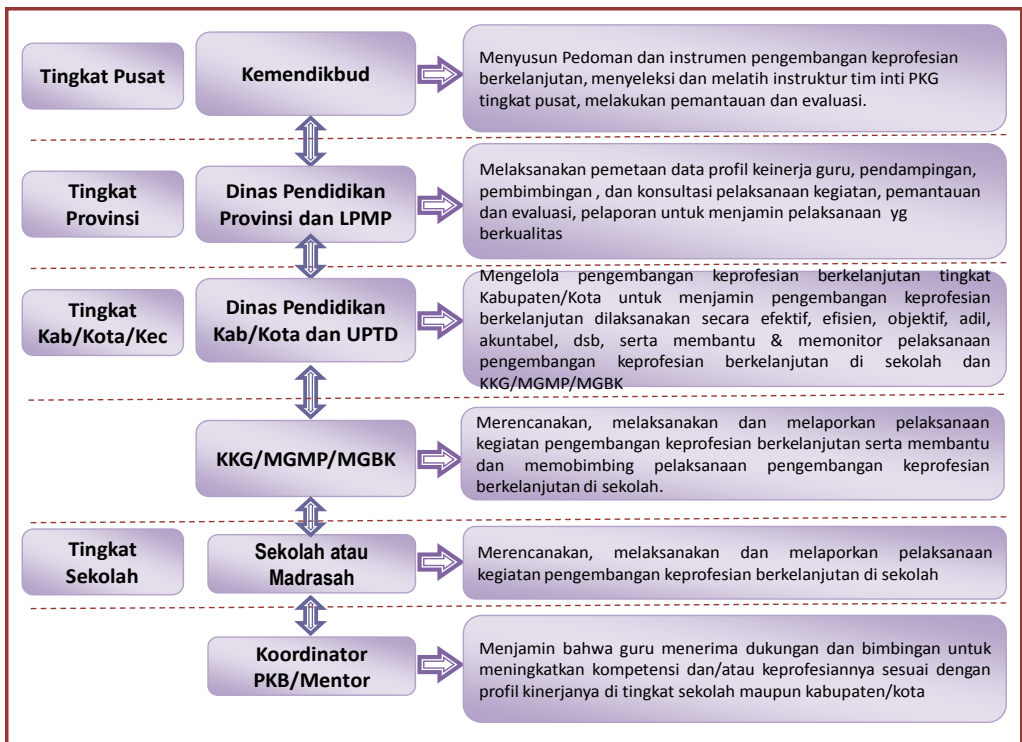 Tingkat Pusat
Kemendikbud
Menyusun Pedoman dan instrumen pengembangan keprofesian
berkelanjutan, menyeleksi dan melatih instruktur tim inti PKG
tingkat pusat, melakukan pemantauan dan evaluasi.
Tingkat
Provinsi
Dinas Pendidikan
Provinsi dan LPMP
Melaksanakan pemetaan data profil keinerja guru, pendampingan,
pembimbingan , dan konsultasi pelaksanaan kegiatan, pemantauan
dan evaluasi, pelaporan untuk menjamin pelaksanaan yg
berkualitas
Tingkat
Kab/Kota/Kec
Dinas Pendidikan
Kab/Kota dan UPTD
Mengelola pengembangan keprofesian berkelanjutan tingkat
Kabupaten/Kota untuk menjamin pengembangan keprofesian
berkelanjutan dilaksanakan secara efektif, efisien, objektif, adil,
akuntabel, dsb, serta membantu & memonitor pelaksanaan
pengembangan keprofesian berkelanjutan di sekolah dan
KKG/MGMP/MGBK
KKG/MGMP/MGBK
Merencanakan, melaksanakan dan melaporkan pelaksanaan
kegiatan pengembangan keprofesian berkelanjutan serta membantu
dan memobimbing pelaksanaan pengembangan keprofesian
berkelanjutan di sekolah.
Tingkat
Sekolah
Sekolah atau
Madrasah
Merencanakan, melaksanakan dan melaporkan pelaksanaan
kegiatan pengembangan keprofesian berkelanjutan di sekolah
Koordinator
PKB/Mentor
Menjamin bahwa guru menerima dukungan dan bimbingan untuk
meningkatkan kompetensi dan/atau keprofesiannya sesuai dengan
profil kinerjanya di tingkat sekolah maupun kabupaten/kota